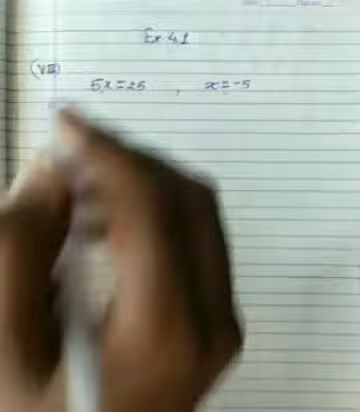 Ex 4.1
(VIII)
5x = 25 , x = -5